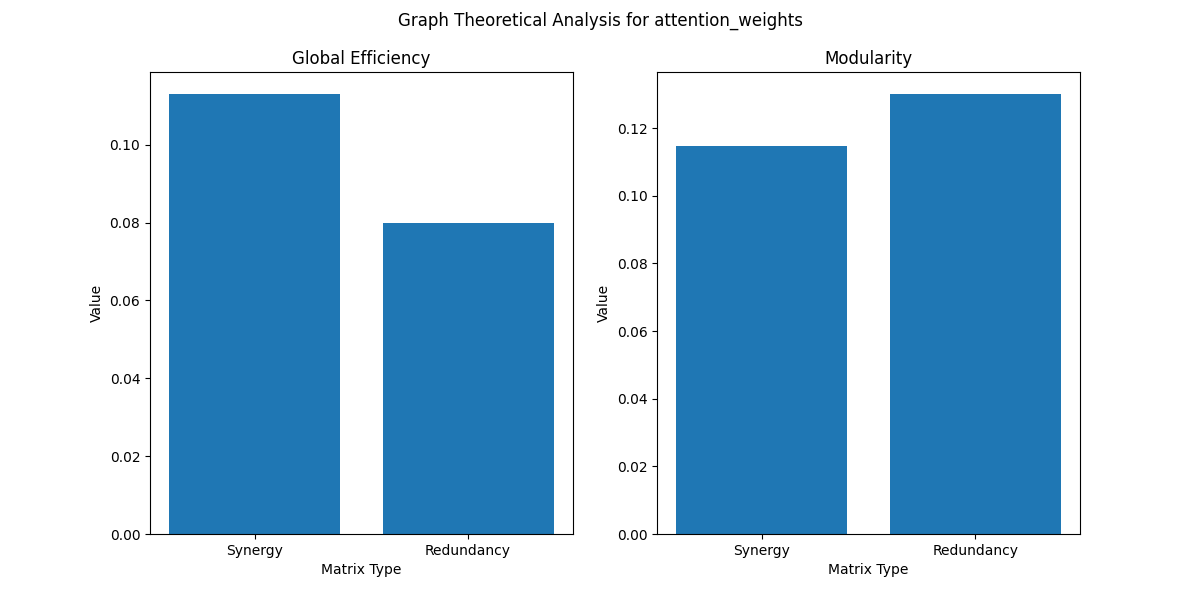 Graph Theoretical Analysis for attention_weights
Global Efficiency
0.10
0.08
0.06
0.04
0.02
0.00
Value
Synergy Redundancy
Matrix Type
Modularity
0.12
0.10
0.08
0.06
0.04
0.02
0.00
Value
Synergy Redundancy
Matrix Type